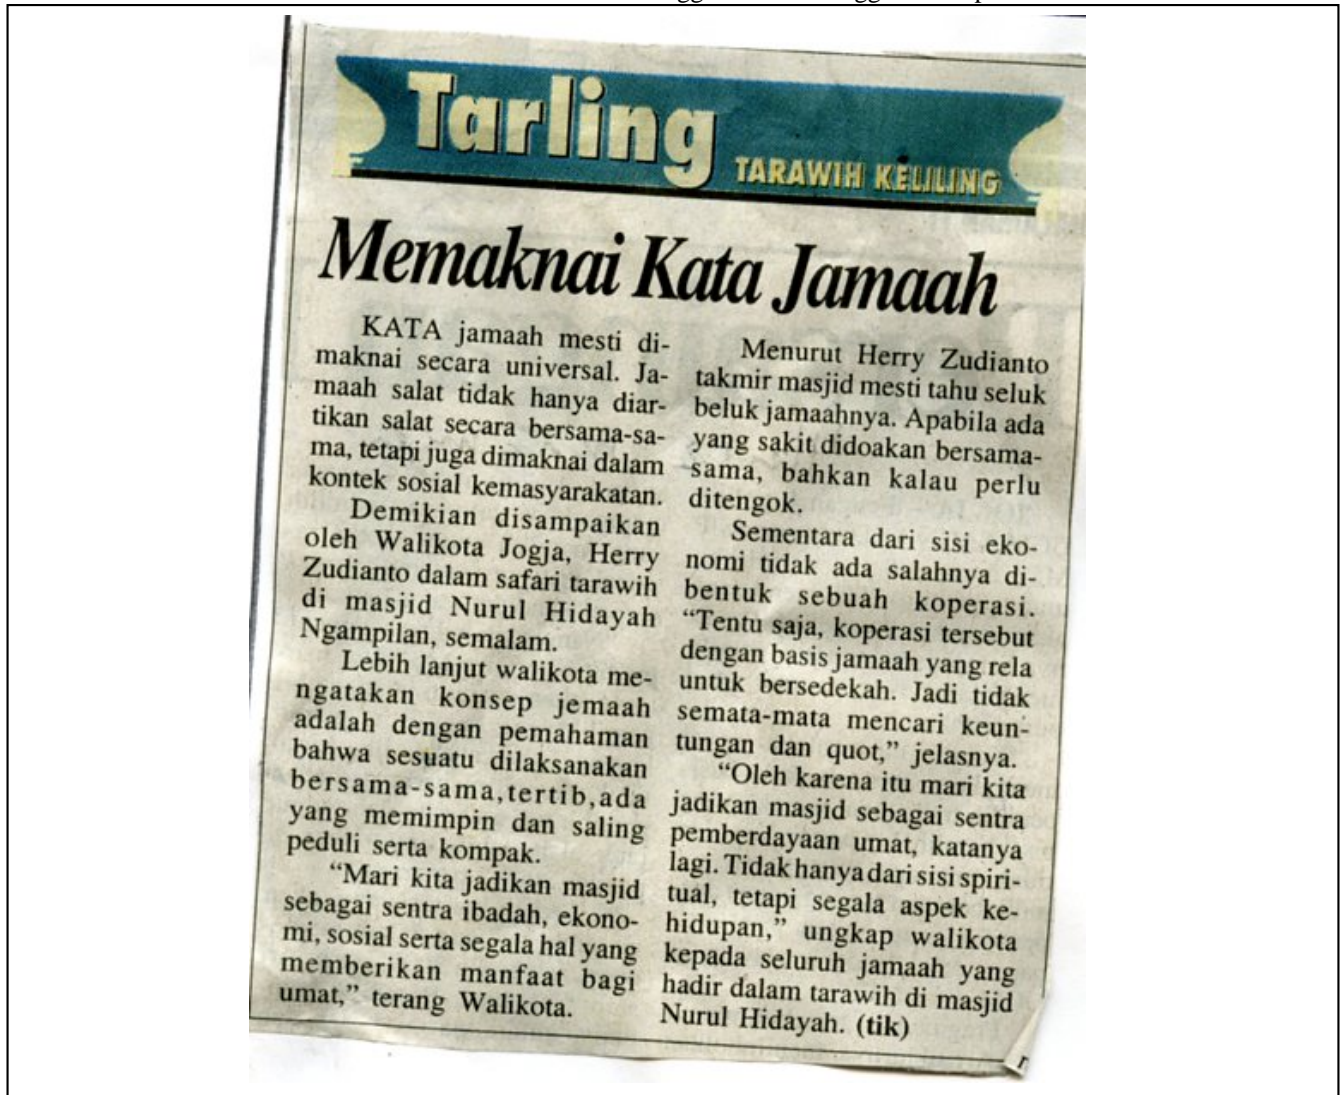 Tarling
TARAWIH KELILING
Memaknai Kata Jamaah
KATA jamaah mesti di-
maknai secara universal. Ja-
maah salat tidak hanya diar-
tikan salat secara bersama-sa-
ma, tetapi juga dimaknai dalam
kontek sosial kemasyarakatan.
Demikian disampaikan
oleh Walikota Jogja, Herry
Zudianto dalam safari tarawih
di masjid Nurul Hidayah
Ngampilan, semalam.
Lebih lanjut walikota me-
ngatakan konsep jemaah
adalah dengan pemahaman
bahwa sesuatu dilaksanakan
bersama-sama,tertib,ada
yang memimpin dan saling
peduli serta kompak.
“Mari kita jadikan masjid
sebagai sentra ibadah, ekono-
mi, sosial serta segala hal yang
memberikan manfaat bagi
umat,” terang Walikota.
Menurut Herry Zudianto
takmir masjid mesti tahu seluk
beluk jamaahnya. Apabila ada
yang sakit didoakan bersama-
sama, bahkan kalau perlu
ditengok.
Sementara dari sisi eko-
nomi tidak ada salahnya di-
bentuk sebuah koperasi.
“Tentu saja, koperasi tersebut
dengan basis jamaah yang rela
untuk bersedekah. Jadi tidak
semata-mata mencari keun-
tungan dan quot,” jelasnya.
“Oleh karena itu mari kita
jadikan masjid sebagai sentra
pemberdayaan umat, katanya
lagi. Tidak hanya dari sisi spiri-
tual, tetapi segala aspek ke-
hidupan,” ungkap walikota
kepada seluruh jamaah yang
hadir dalam tarawih di masjid
Nurul Hidayah. (tik)